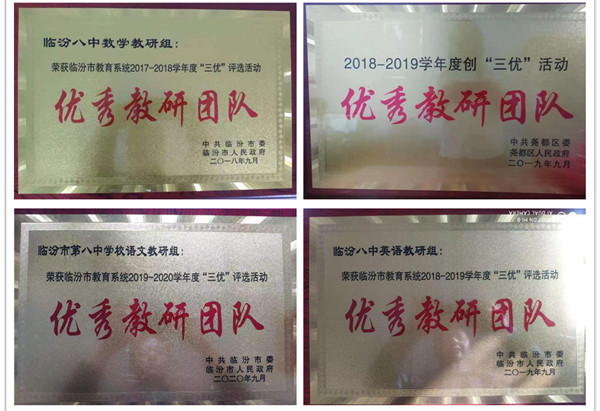 临汾八中数学教研组：
荣获临汾市教育系统2017-2018学年度“三优”评选活动
优秀教研团队
中共临汾市委
临汾市人民政府
二〇一八年九月
2018-2019学年度创“三优”活动
优秀教研团队
中共尧都区委
尧都区人民政府
二〇一九年九月
临汾市第八中学校语文教研组：
荣获临汾市教育系统2019-2020学年度“三优”评选活动
优秀教研团队
中共临汾市委
临汾市人民政府
二〇二〇年九月
临汾八中英语教研组：
荣获临汾市教育系统2018-2019学年度“三优”评选活动
优秀教研团队
中共临汾市委
临汾市人民政府
二〇一九年九月
AI DUAL CAMERA